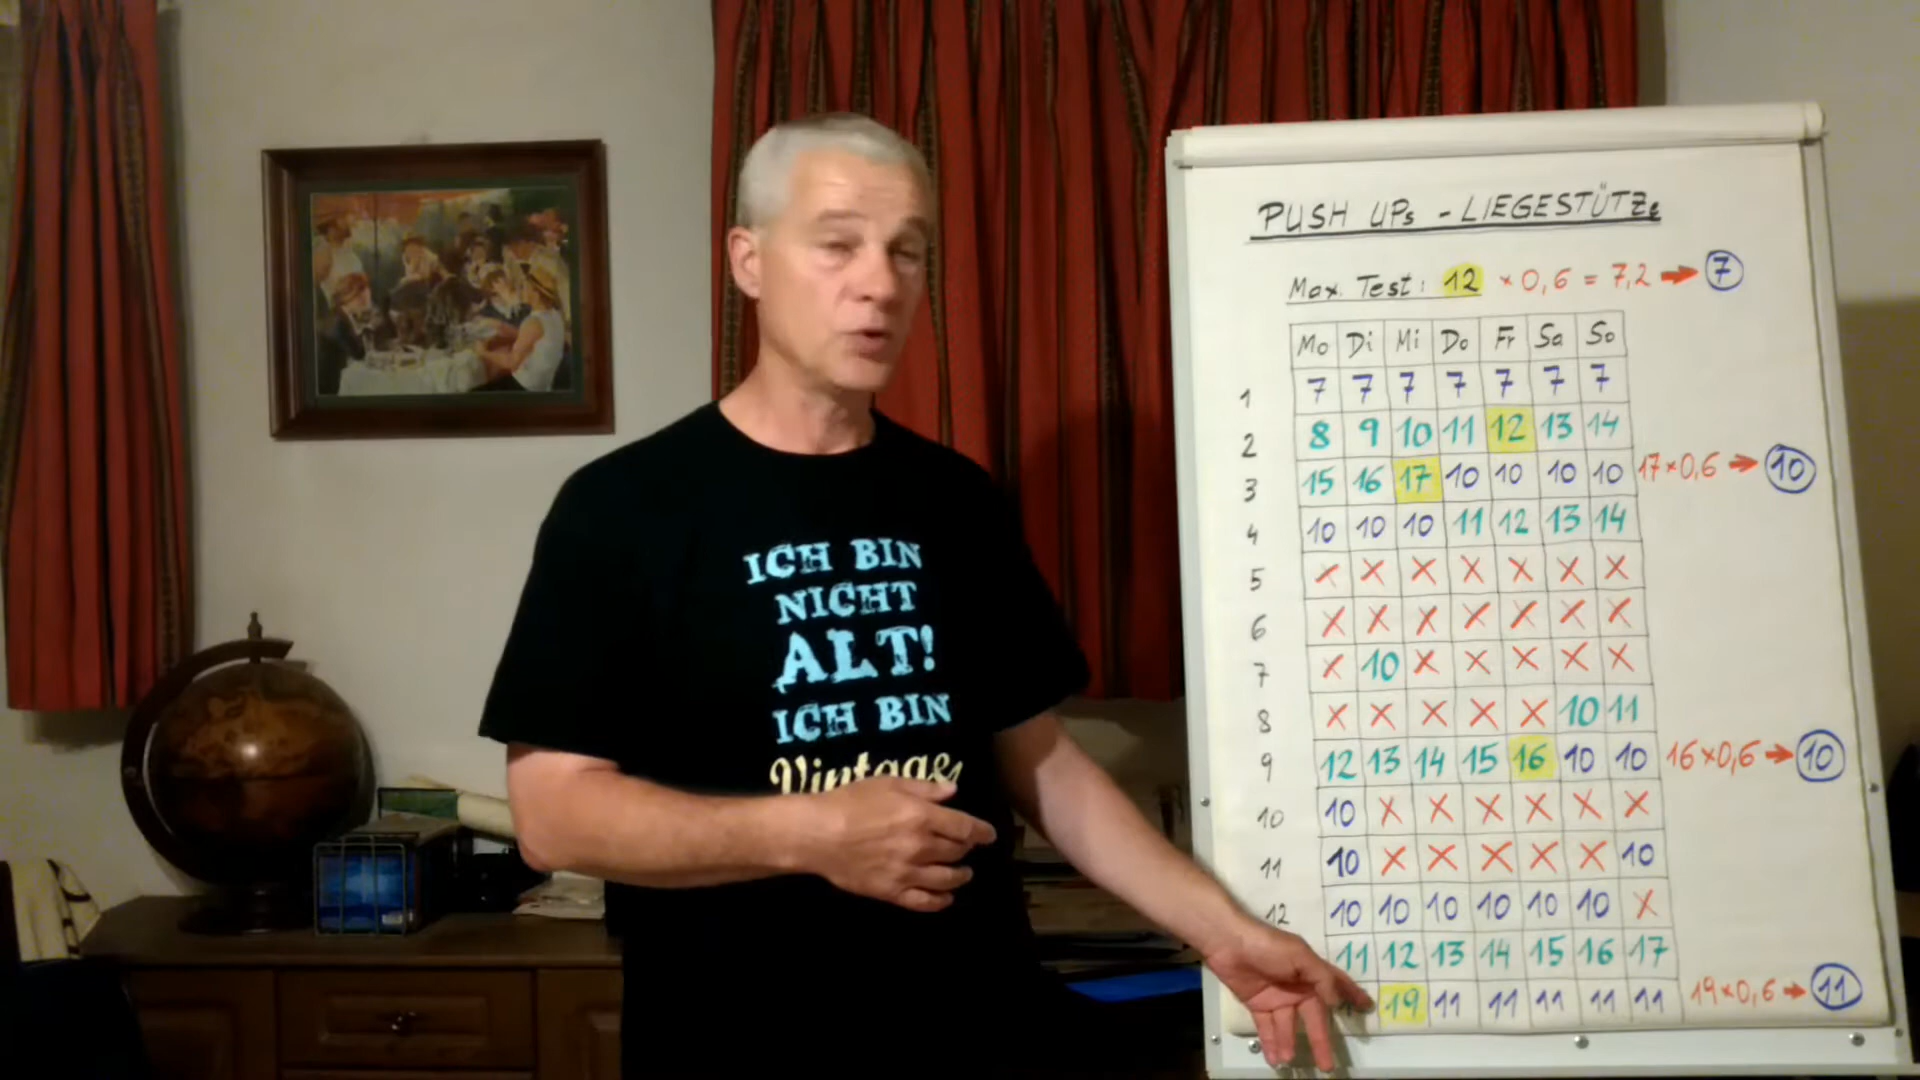 ICH BIN
NICHT
ALT!
ICH BIN
Vintage
PUSH UPs - LIEGESTÜTZe
Max. Test: 12 × 0,6 = 7,2 → 7
Mo Di Mi Do Fr Sa So
1 7 7 7 7 7 7 7
2 8 9 10 11 12 13 14
3 15 16 17 10 10 10 10 17×0,6 → 10
4 10 10 10 11 12 13 14
5 X X X X X X X
6 X X X X X X X
7 X 10 X X X X X
8 X X X X X 10 11
9 12 13 14 15 16 10 10 16×0,6 → 10
10 10 X X X X X X
11 10 X X X X X 10
12 10 10 10 10 10 10 X
11 12 13 14 15 16 17
19 11 11 11 11 11 19×0,6 → 11